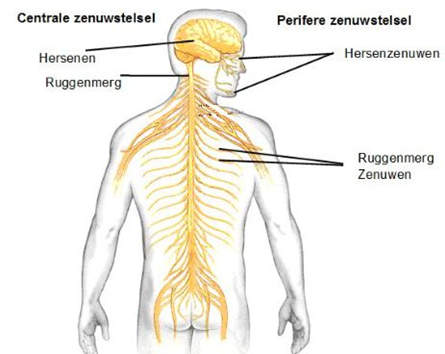 Centrale zenuwstelsel
Hersenen
Ruggenmerg
Perifere zenuwstelsel
Hersenzenuwen
Ruggenmerg
Zenuwen